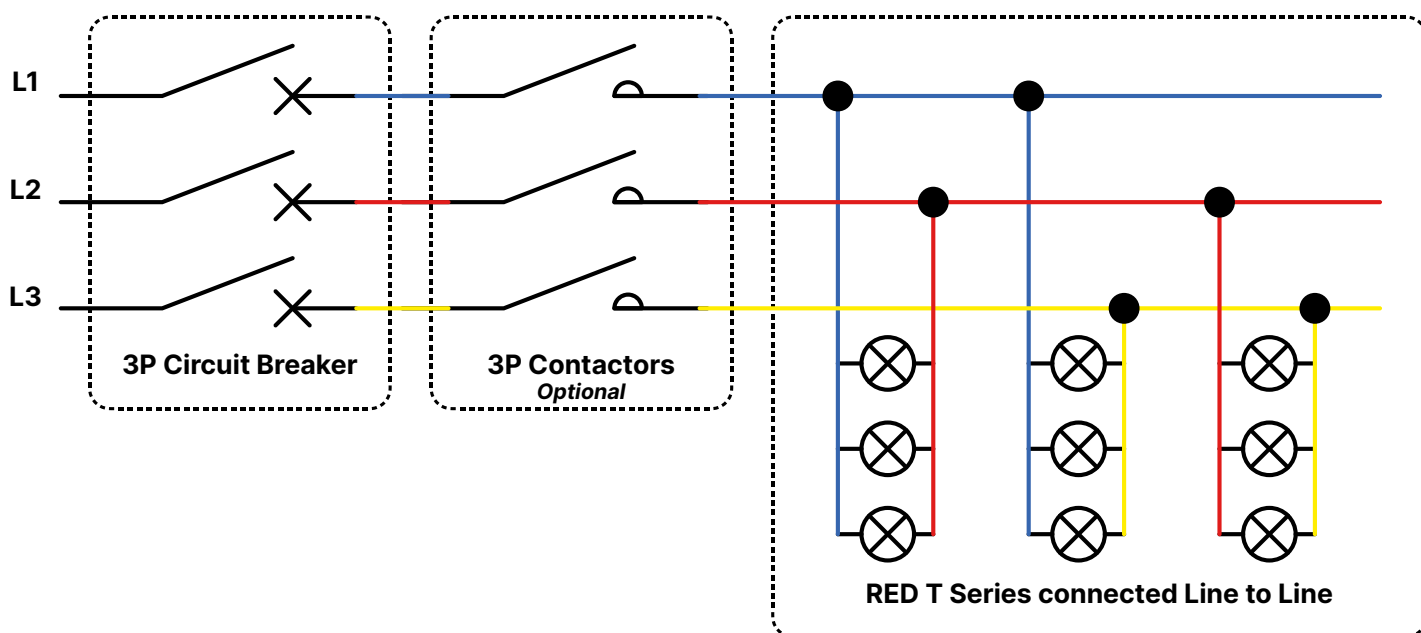 L1
L2
L3
3P Circuit Breaker
3P Contactors
Optional
RED T Series connected Line to Line